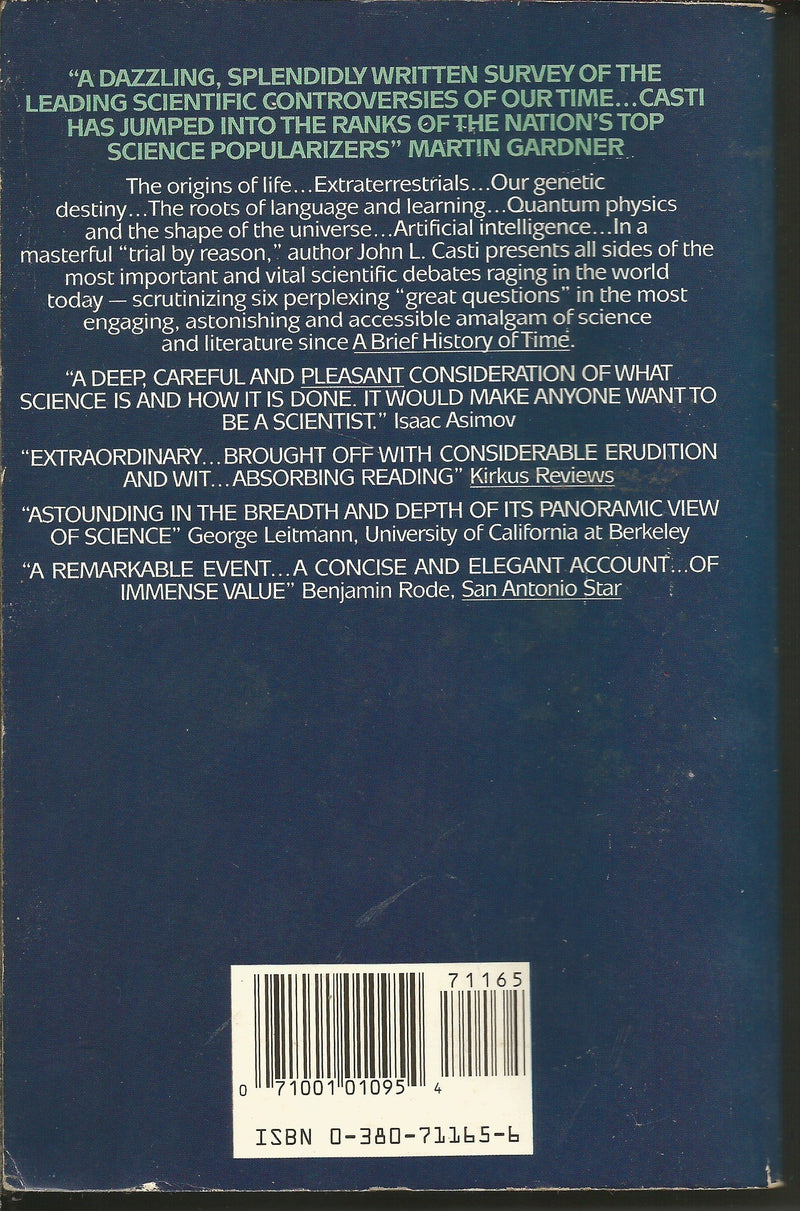 “A DAZZLING, SPLENDIDLY WRITTEN SURVEY OF THE
LEADING SCIENTIFIC CONTROVERSIES OF OUR TIME...CASTI
HAS JUMPED INTO THE RANKS OF THE NATION’S TOP
SCIENCE POPULARIZERS” MARTIN GARDNER
The origins of life...Extraterrestrials...Our genetic
destiny...The roots of language and learning...Quantum physics
and the shape of the universe...Artificial intelligence...In a
masterful “trial by reason,” author John L. Casti presents all sides of the
most important and vital scientific debates raging in the world
today — scrutinizing six perplexing “great questions” in the most
engaging, astonishing and accessible amalgam of science
and literature since A Brief History of Time.
“A DEEP, CAREFUL AND PLEASANT CONSIDERATION OF WHAT
SCIENCE IS AND HOW IT IS DONE. IT WOULD MAKE ANYONE WANT TO
BE A SCIENTIST.” Isaac Asimov
“EXTRAORDINARY...BROUGHT OFF WITH CONSIDERABLE ERUDITION
AND WIT...ABSORBING READING” Kirkus Reviews
“ASTOUNDING IN THE BREADTH AND DEPTH OF ITS PANORAMIC VIEW
OF SCIENCE” George Leitmann, University of California at Berkeley
“A REMARKABLE EVENT...A CONCISE AND ELEGANT ACCOUNT...OF
IMMENSE VALUE” Benjamin Rode, San Antonio Star
71165
0 71001 01095 4
ISBN 0-380-71165-6